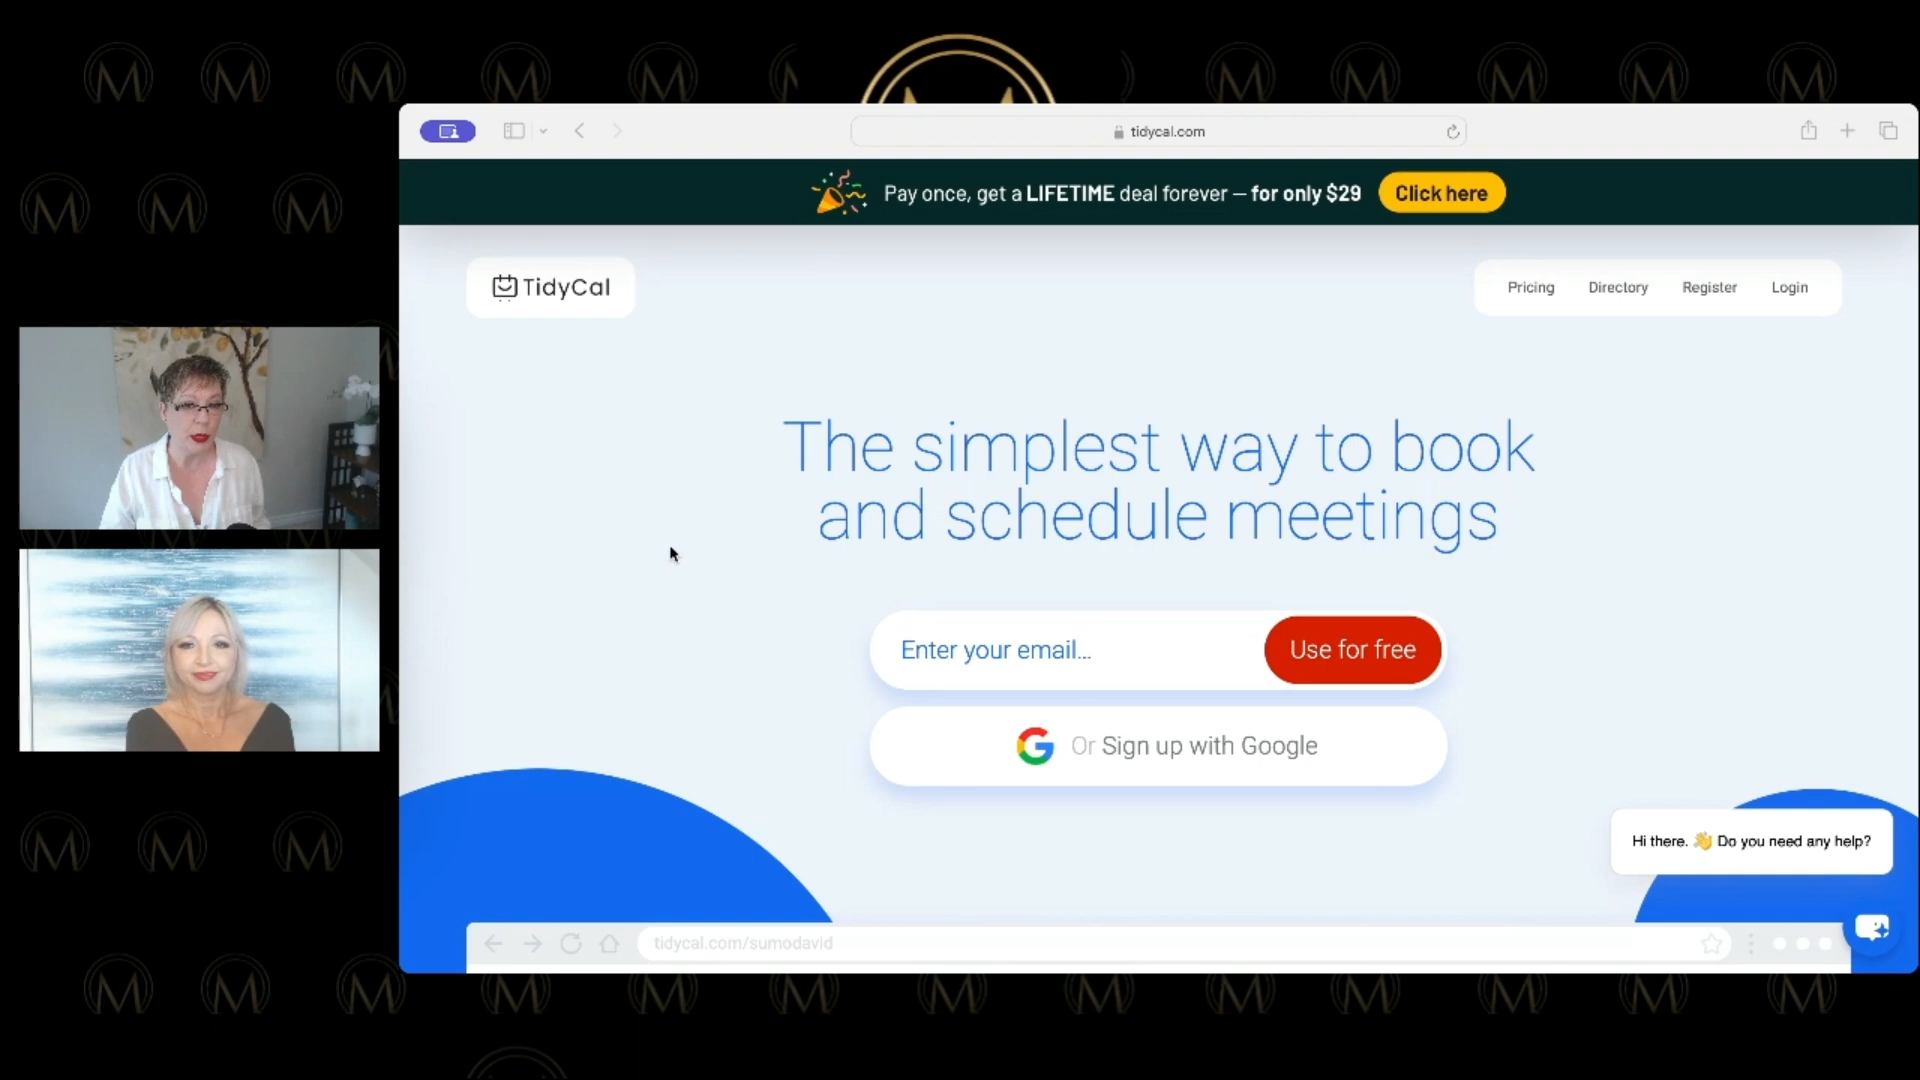 tidycal.com
Pay once, get a LIFETIME deal forever – for only $29 Click here
TidyCal
Pricing Directory Register Login
The simplest way to book
and schedule meetings
Enter your email... Use for free
Or Sign up with Google
Hi there. 👋 Do you need any help?
tidycal.com/sumodavid